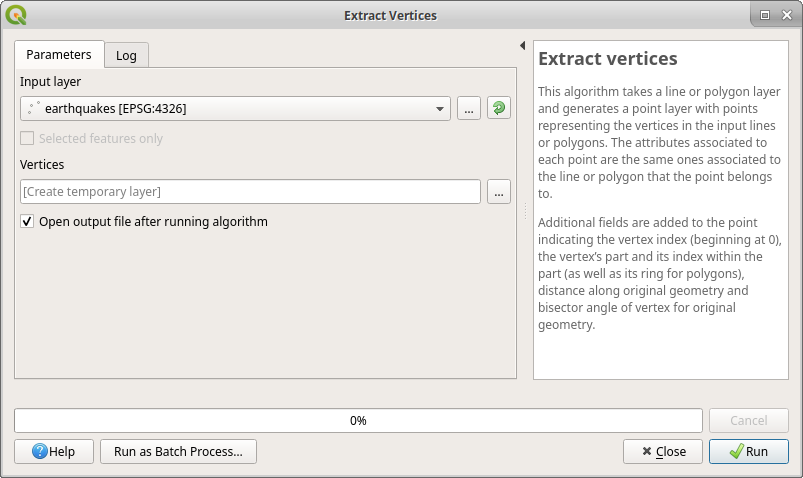 Extract Vertices
Parameters
Log
Input layer
earthquakes [EPSG:4326]
...
Selected features only
Vertices
[Create temporary layer]
...
Open output file after running algorithm
Extract vertices
This algorithm takes a line or polygon layer
and generates a point layer with points
representing the vertices in the input lines
or polygons. The attributes associated to
each point are the same ones associated to
the line or polygon that the point belongs
to.
Additional fields are added to the point
indicating the vertex index (beginning at 0),
the vertex's part and its index within the
part (as well as its ring for polygons),
distance along original geometry and
bisector angle of vertex for original
geometry.
0%
Cancel
Help
Run as Batch Process...
Close
Run